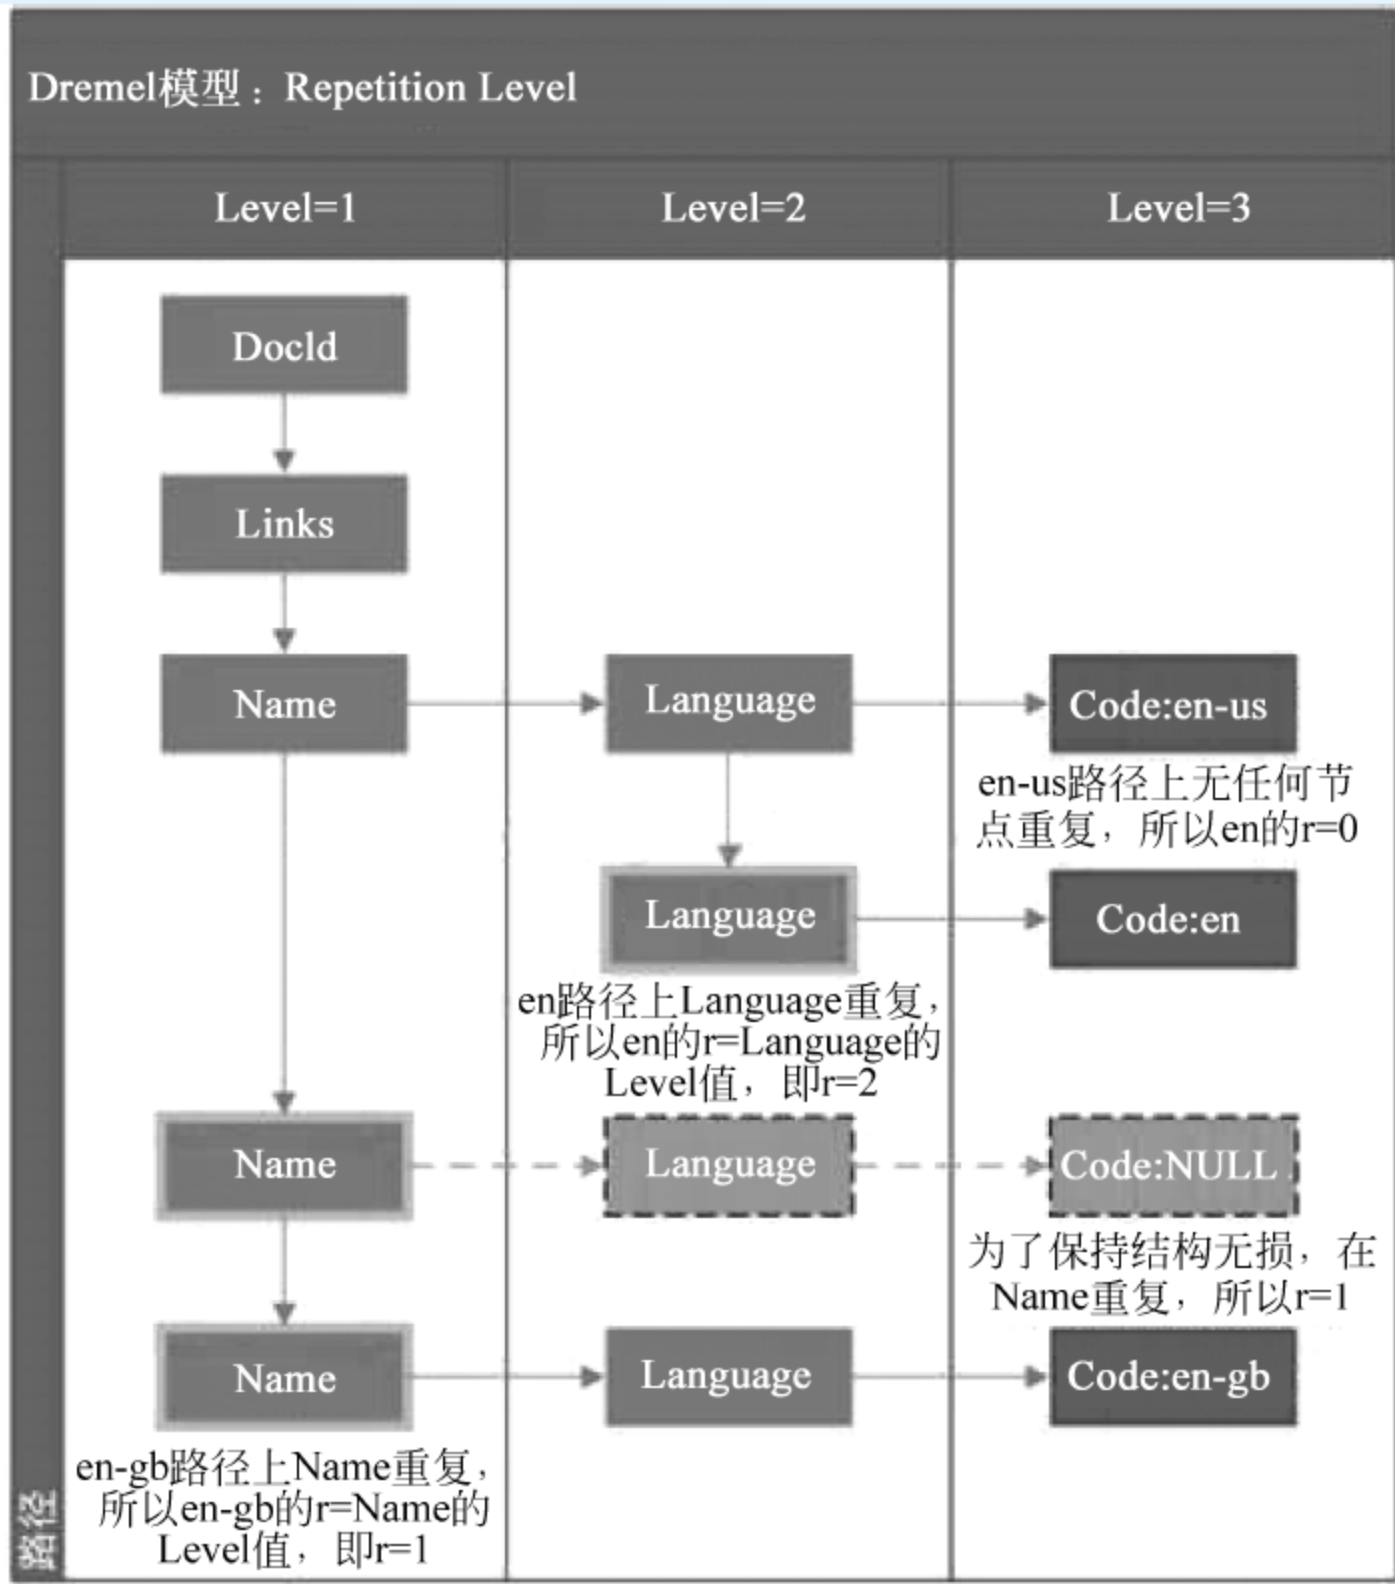 Dremel模型：Repetition Level
Level=1
Level=2
Level=3
DocId
Links
Name
Language
Code:en-us
en-us路径上无任何节
点重复，所以en的r=0
Language
Code:en
en路径上Language重复，
所以en的r=Language的
Level值，即r=2
Name
Language
Code:NULL
为了保持结构无损，在
Name重复，所以r=1
Name
Language
Code:en-gb
en-gb路径上Name重复，
所以en-gb的r=Name的
Level值，即r=1
路径